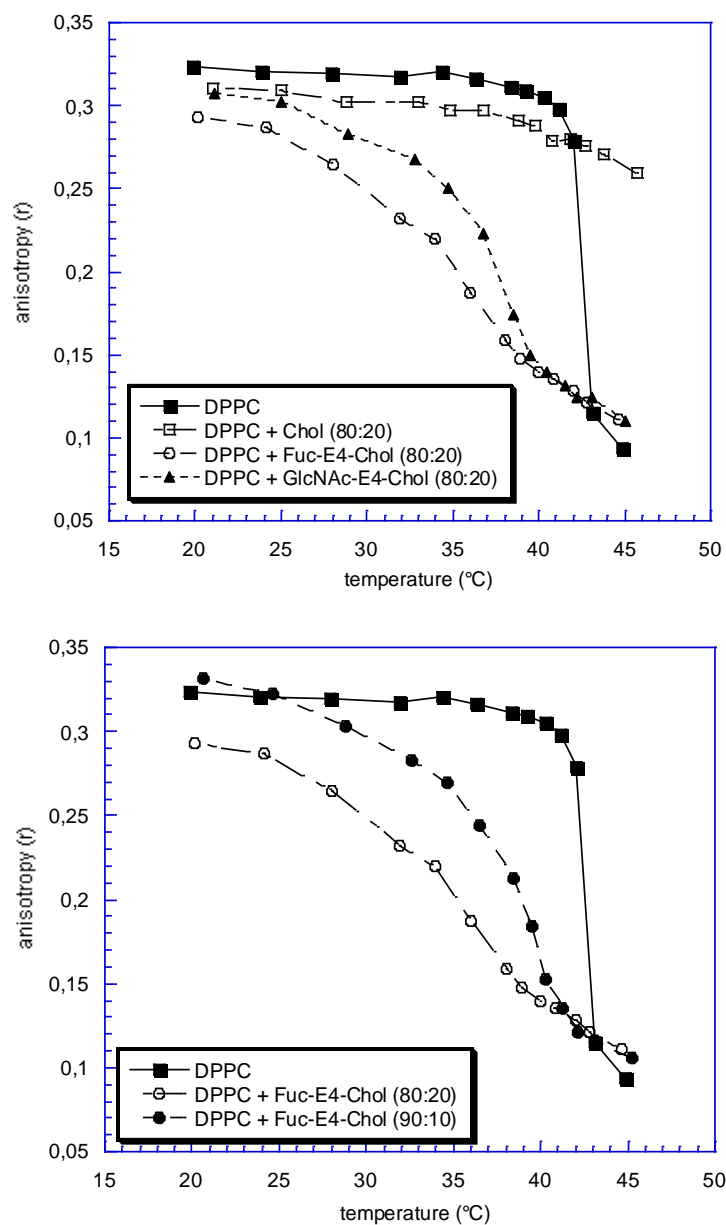 0,35
0,3
0,25
0,2
0,15
0,1
0,05
anisotropy (r)
DPPC
DPPC + Chol (80:20)
DPPC + Fuc-E4-Chol (80:20)
DPPC + GlcNAc-E4-Chol (80:20)
15 20 25 30 35 40 45 50
temperature (°C)
0,35
0,3
0,25
0,2
0,15
0,1
0,05
anisotropy (r)
DPPC
DPPC + Fuc-E4-Chol (80:20)
DPPC + Fuc-E4-Chol (90:10)
15 20 25 30 35 40 45 50
temperature (°C)